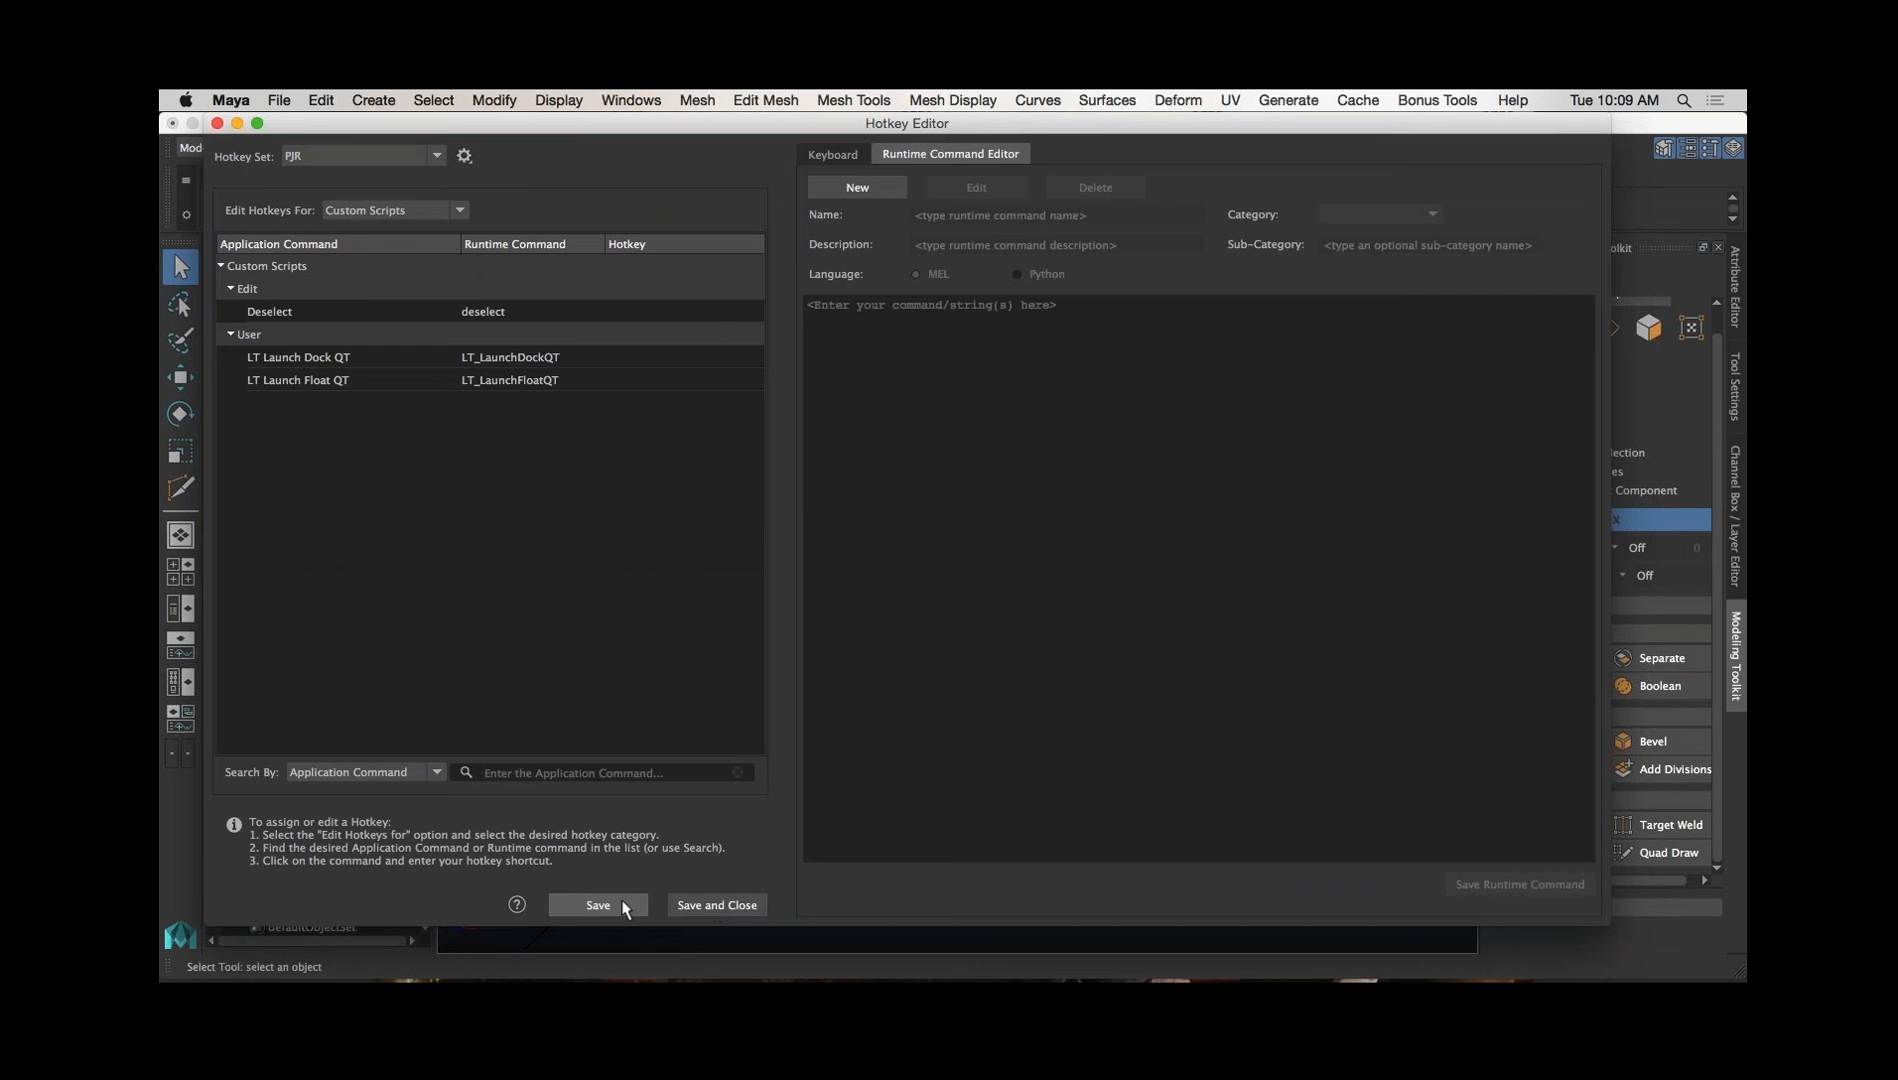 Maya File Edit Create Select Modify Display Windows Mesh Edit Mesh Mesh Tools Mesh Display Curves Surfaces Deform UV Generate Cache Bonus Tools Help Tue 10:09 AM
Hotkey Editor
Hotkey Set: PJR
Edit Hotkeys For: Custom Scripts
Application Command Runtime Command Hotkey
Custom Scripts
Edit
Deselect deselect
User
LT Launch Dock QT LT_LaunchDockQT
LT Launch Float QT LT_LaunchFloatQT
Search By: Application Command Enter the Application Command...
To assign or edit a Hotkey:
1. Select the "Edit Hotkeys for" option and select the desired hotkey category.
2. Find the desired Application Command or Runtime command in the list (or use Search).
3. Click on the command and enter your hotkey shortcut.
? Save Save and Close
Keyboard Runtime Command Editor
New Edit Delete
Name: <type runtime command name> Category:
Description: <type runtime command description> Sub-Category: <type an optional sub-category name>
Language: MEL Python
<Enter your command/string(s) here>
Save Runtime Command
Mod
olkit
lection
es
Component
X
Off 0
Off
Separate
Boolean
Bevel
Add Divisions
Target Weld
Quad Draw
Attribute Editor
Tool Settings
Channel Box / Layer Editor
Modeling Toolkit
defaultObjectSet
Select Tool: select an object